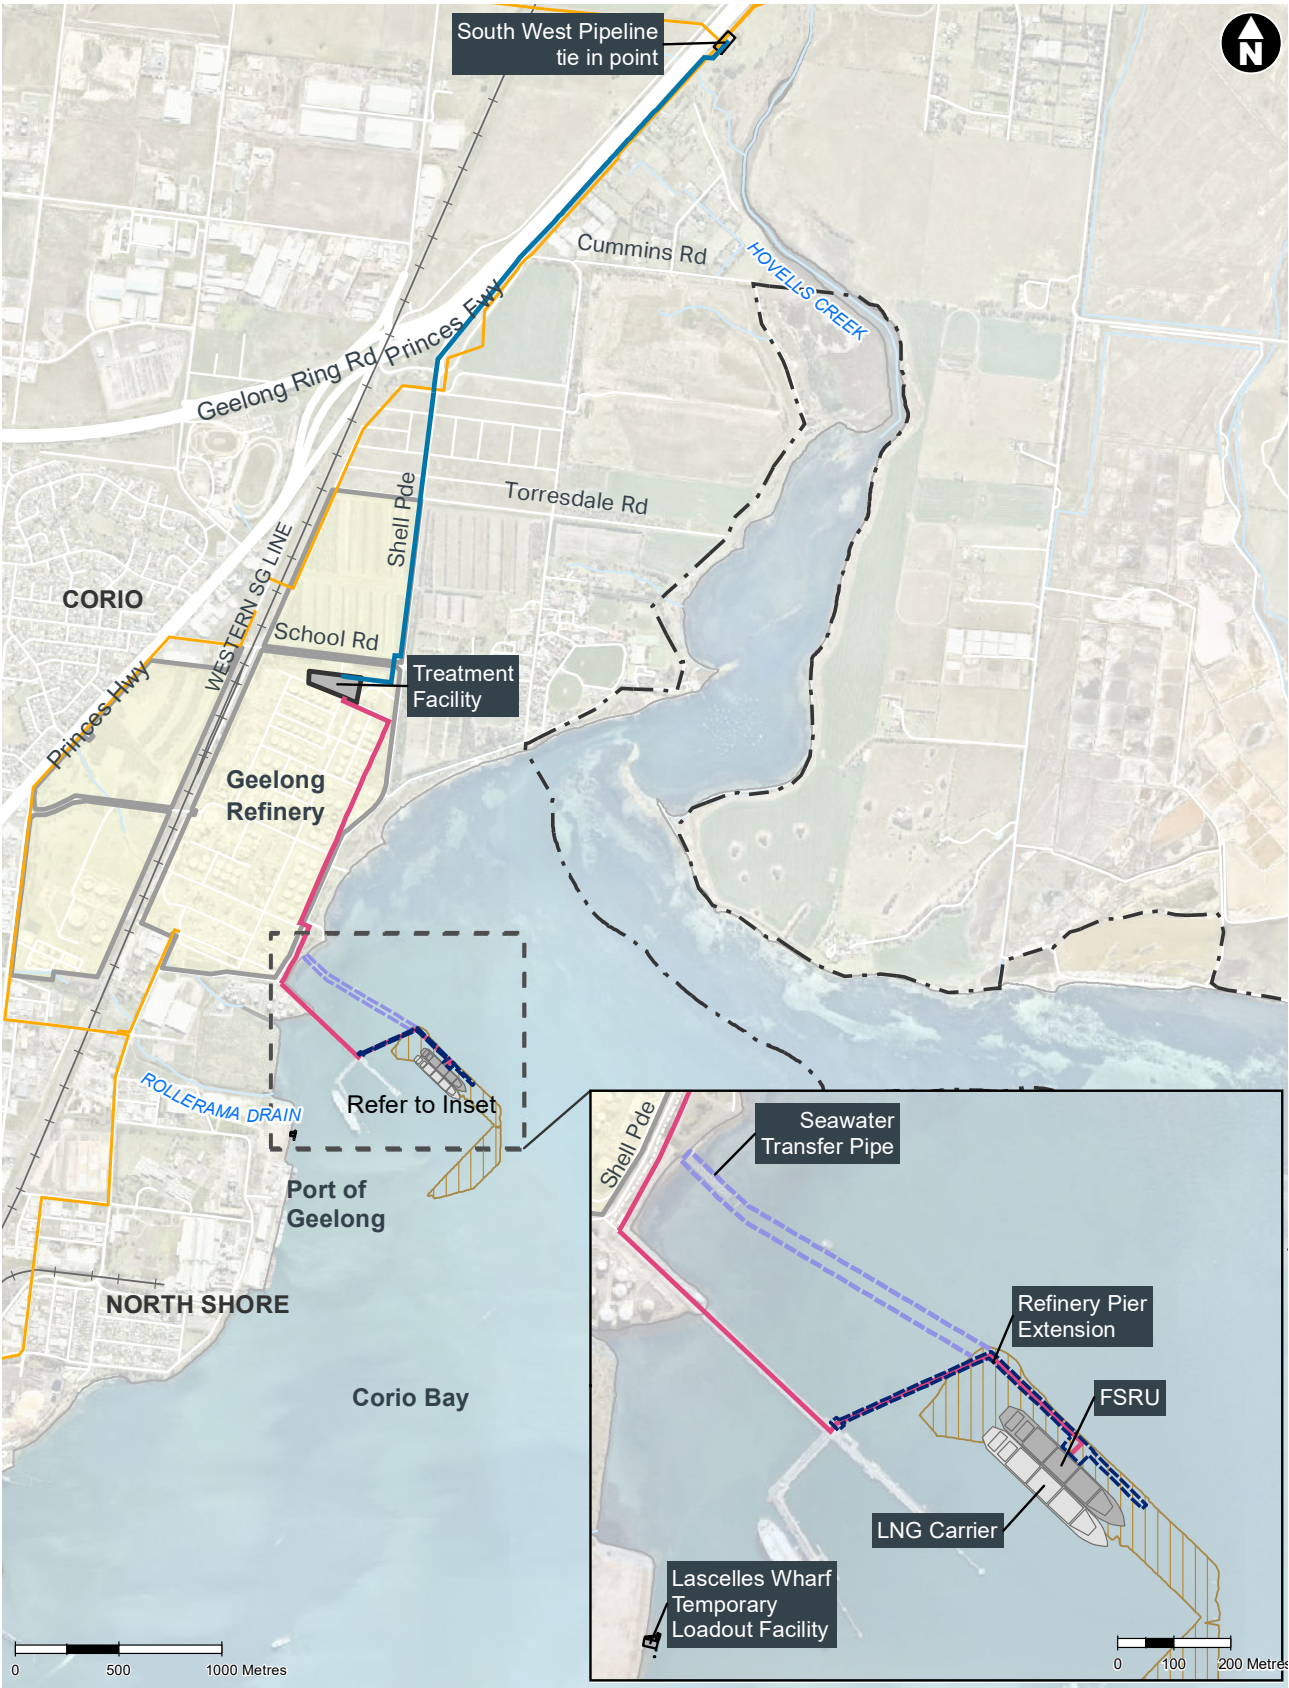 South West Pipeline
tie in point
N
Cummins Rd
HOVELLS CREEK
Princes Fwy
Geelong Ring Rd
Shell Pde
Torresdale Rd
WESTERN SG LINE
CORIO
School Rd
Treatment
Facility
Princes Hwy
Geelong
Refinery
ROLLERAMA DRAIN
Refer to Inset
Port of
Geelong
NORTH SHORE
Corio Bay
Shell Pde
Seawater
Transfer Pipe
Refinery Pier
Extension
FSRU
LNG Carrier
Lascelles Wharf
Temporary
Loadout Facility
0 500 1000 Metres
0 100 200 Metres